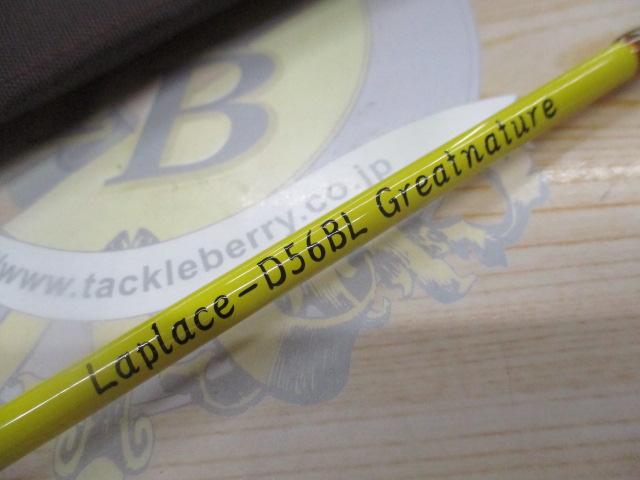 B
www.tackleberry.co.jp
Laplace-D56BL Greatnature